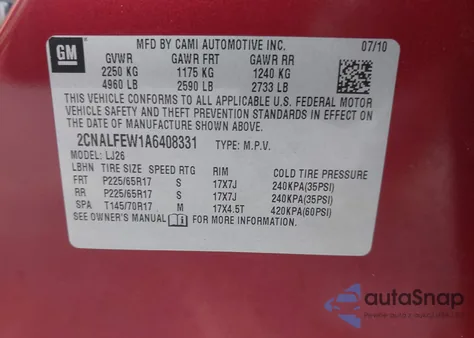 GM
MFD BY CAMI AUTOMOTIVE INC. 07/10
GVWR GAWR FRT GAWR RR
2250 KG 1175 KG 1240 KG
4960 LB 2590 LB 2733 LB
THIS VEHICLE CONFORMS TO ALL APPLICABLE U.S. FEDERAL MOTOR
VEHICLE SAFETY AND THEFT PREVENTION STANDARDS IN EFFECT ON
THE DATE OF MANUFACTURE SHOWN ABOVE.
2CNALFEW1A6408331 TYPE: M.P.V.
MODEL: LJ26
LBHN TIRE SIZE SPEED RTG RIM COLD TIRE PRESSURE
FRT P225/65R17 S 17X7J 240KPA(35PSI)
RR P225/65R17 S 17X7J 240KPA(35PSI)
SPA T145/70R17 M 17X4.5T 420KPA(60PSI)
SEE OWNER'S MANUAL FOR MORE INFORMATION.
autoSnap